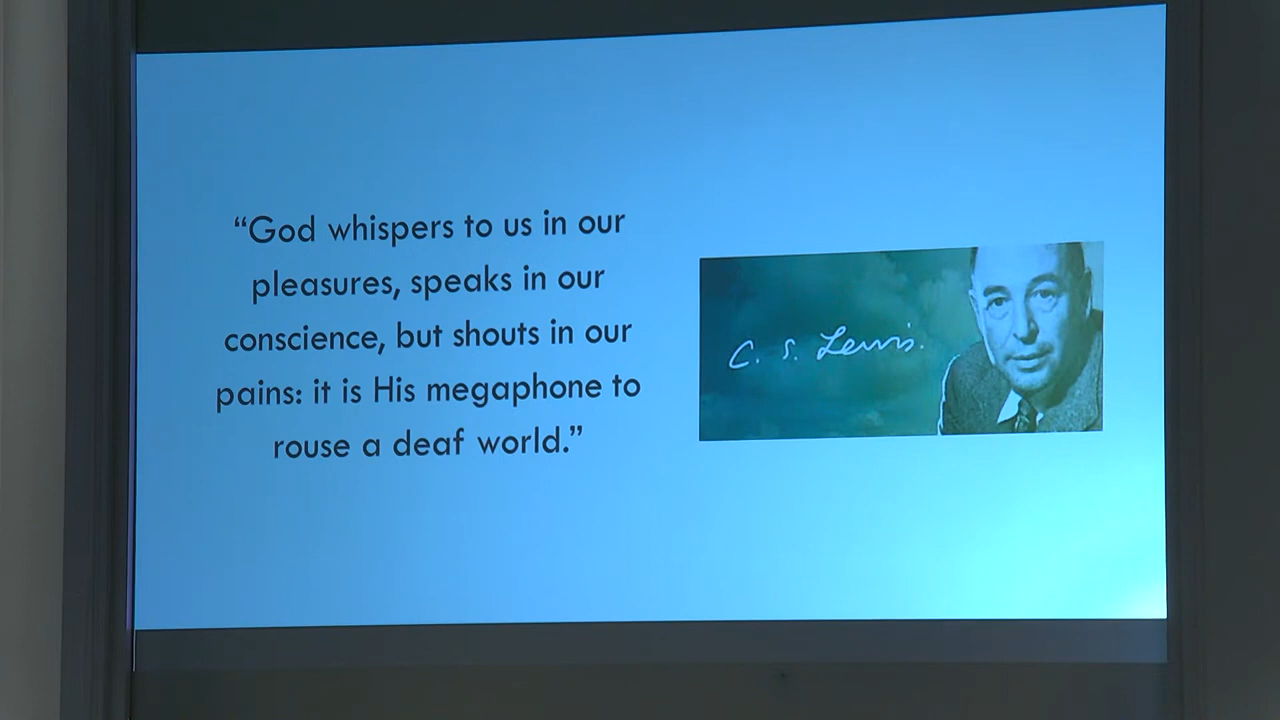 “God whispers to us in our
pleasures, speaks in our
conscience, but shouts in our
pains: it is His megaphone to
rouse a deaf world.”
C. S. Lewis.